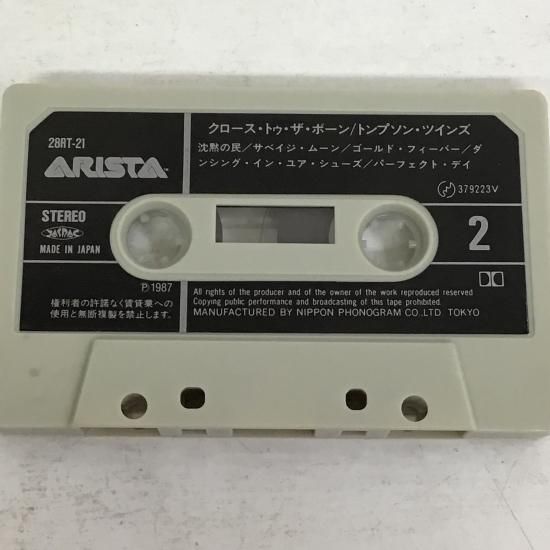 28RT-21
ARISTA
クロース・トゥ・ザ・ボーン/トンプソン・ツインズ
沈黙の民/サベイジ・ムーン/ゴールド・フィーバー/ダ
ンシング・イン・ユア・シューズ/パーフェクト・デイ
379223V
STEREO
JASRAC
MADE IN JAPAN
2
Ⓟ1987
権利者の許諾なく賃貸業への
使用と無断複製を禁止します。
All rights of the producer and of the owner of the work reproduced reserved
Copying public performance and broadcasting of this tape prohibited.
MANUFACTURED BY NIPPON PHONOGRAM CO.,LTD. TOKYO